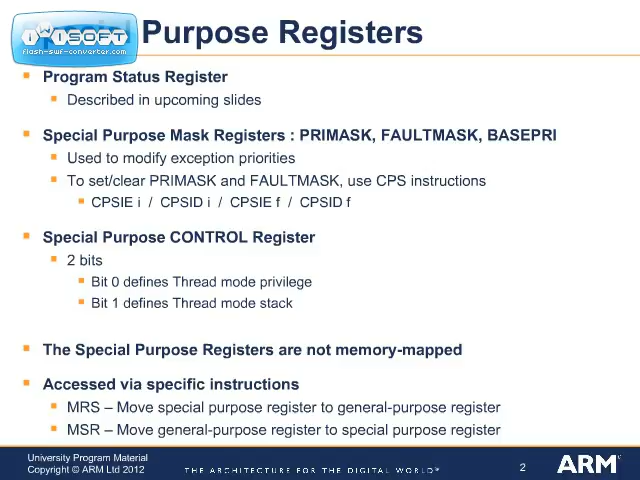 iWiSOFT
flash-swf-converter.com
Purpose Registers
Program Status Register
Described in upcoming slides
Special Purpose Mask Registers : PRIMASK, FAULTMASK, BASEPRI
Used to modify exception priorities
To set/clear PRIMASK and FAULTMASK, use CPS instructions
CPSIE i / CPSID i / CPSIE f / CPSID f
Special Purpose CONTROL Register
2 bits
Bit 0 defines Thread mode privilege
Bit 1 defines Thread mode stack
The Special Purpose Registers are not memory-mapped
Accessed via specific instructions
MRS – Move special purpose register to general-purpose register
MSR – Move general-purpose register to special purpose register
University Program Material
Copyright © ARM Ltd 2012
THE ARCHITECTURE FOR THE DIGITAL WORLD®
2
ARM